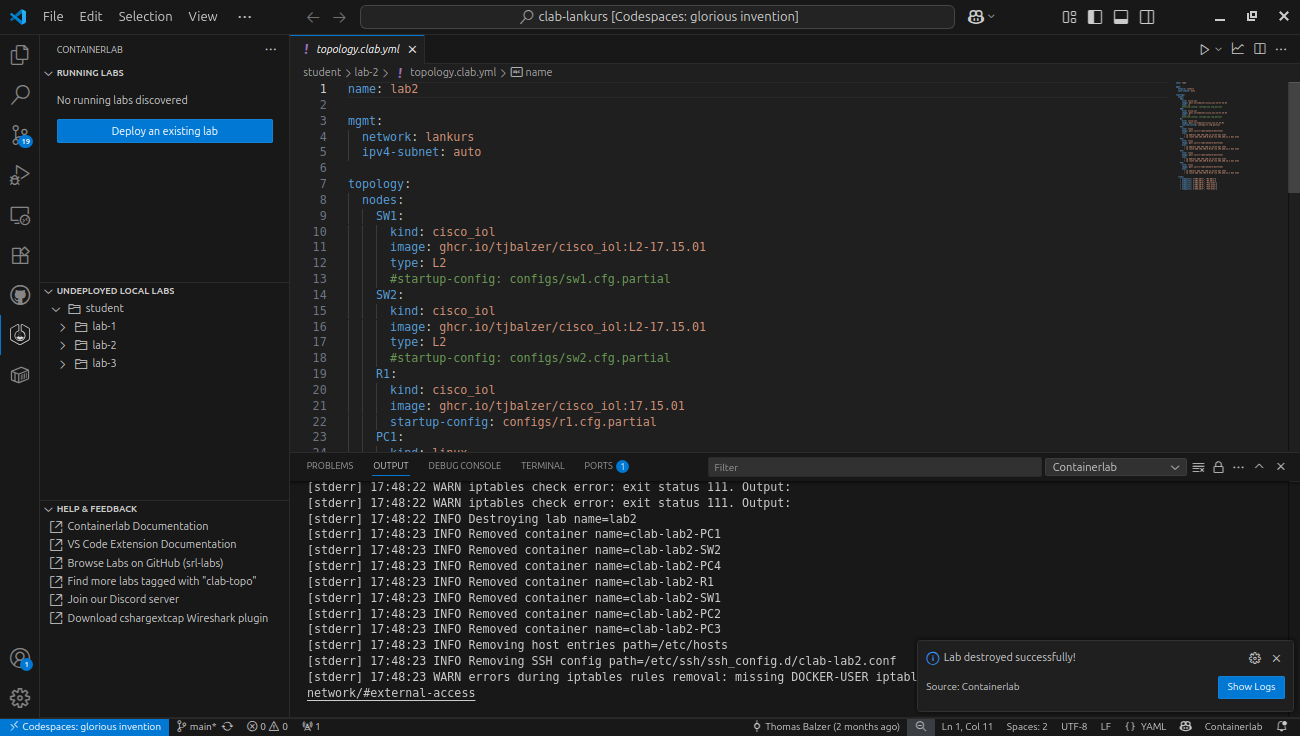 File Edit Selection View ···
clab-lankurs [Codespaces: glorious invention]
CONTAINERLAB
RUNNING LABS
No running labs discovered
Deploy an existing lab
19
UNDEPLOYED LOCAL LABS
student
lab-1
lab-2
lab-3
HELP & FEEDBACK
Containerlab Documentation
VS Code Extension Documentation
Browse Labs on GitHub (srl-labs)
Find more labs tagged with "clab-topo"
Join our Discord server
Download cshargextcap Wireshark plugin
1
! topology.clab.yml
student > lab-2 > ! topology.clab.yml > name
1 name: lab2
2
3 mgmt:
4 network: lankurs
5 ipv4-subnet: auto
6
7 topology:
8 nodes:
9 SW1:
10 kind: cisco_iol
11 image: ghcr.io/tjbalzer/cisco_iol:L2-17.15.01
12 type: L2
13 #startup-config: configs/sw1.cfg.partial
14 SW2:
15 kind: cisco_iol
16 image: ghcr.io/tjbalzer/cisco_iol:L2-17.15.01
17 type: L2
18 #startup-config: configs/sw2.cfg.partial
19 R1:
20 kind: cisco_iol
21 image: ghcr.io/tjbalzer/cisco_iol:17.15.01
22 startup-config: configs/r1.cfg.partial
23 PC1:
24 kind: linux
PROBLEMS OUTPUT DEBUG CONSOLE TERMINAL PORTS 1 Filter Containerlab
[stderr] 17:48:22 WARN iptables check error: exit status 111. Output:
[stderr] 17:48:22 WARN iptables check error: exit status 111. Output:
[stderr] 17:48:22 INFO Destroying lab name=lab2
[stderr] 17:48:23 INFO Removed container name=clab-lab2-PC1
[stderr] 17:48:23 INFO Removed container name=clab-lab2-SW2
[stderr] 17:48:23 INFO Removed container name=clab-lab2-PC4
[stderr] 17:48:23 INFO Removed container name=clab-lab2-R1
[stderr] 17:48:23 INFO Removed container name=clab-lab2-SW1
[stderr] 17:48:23 INFO Removed container name=clab-lab2-PC2
[stderr] 17:48:23 INFO Removed container name=clab-lab2-PC3
[stderr] 17:48:23 INFO Removing host entries path=/etc/hosts
[stderr] 17:48:23 INFO Removing SSH config path=/etc/ssh/ssh_config.d/clab-lab2.conf
[stderr] 17:48:23 WARN errors during iptables rules removal: missing DOCKER-USER iptabl
network/#external-access
Lab destroyed successfully!
Source: Containerlab
Show Logs
Codespaces: glorious invention main* 0 0 1 Thomas Balzer (2 months ago) Ln 1, Col 11 Spaces: 2 UTF-8 LF {} YAML Containerlab